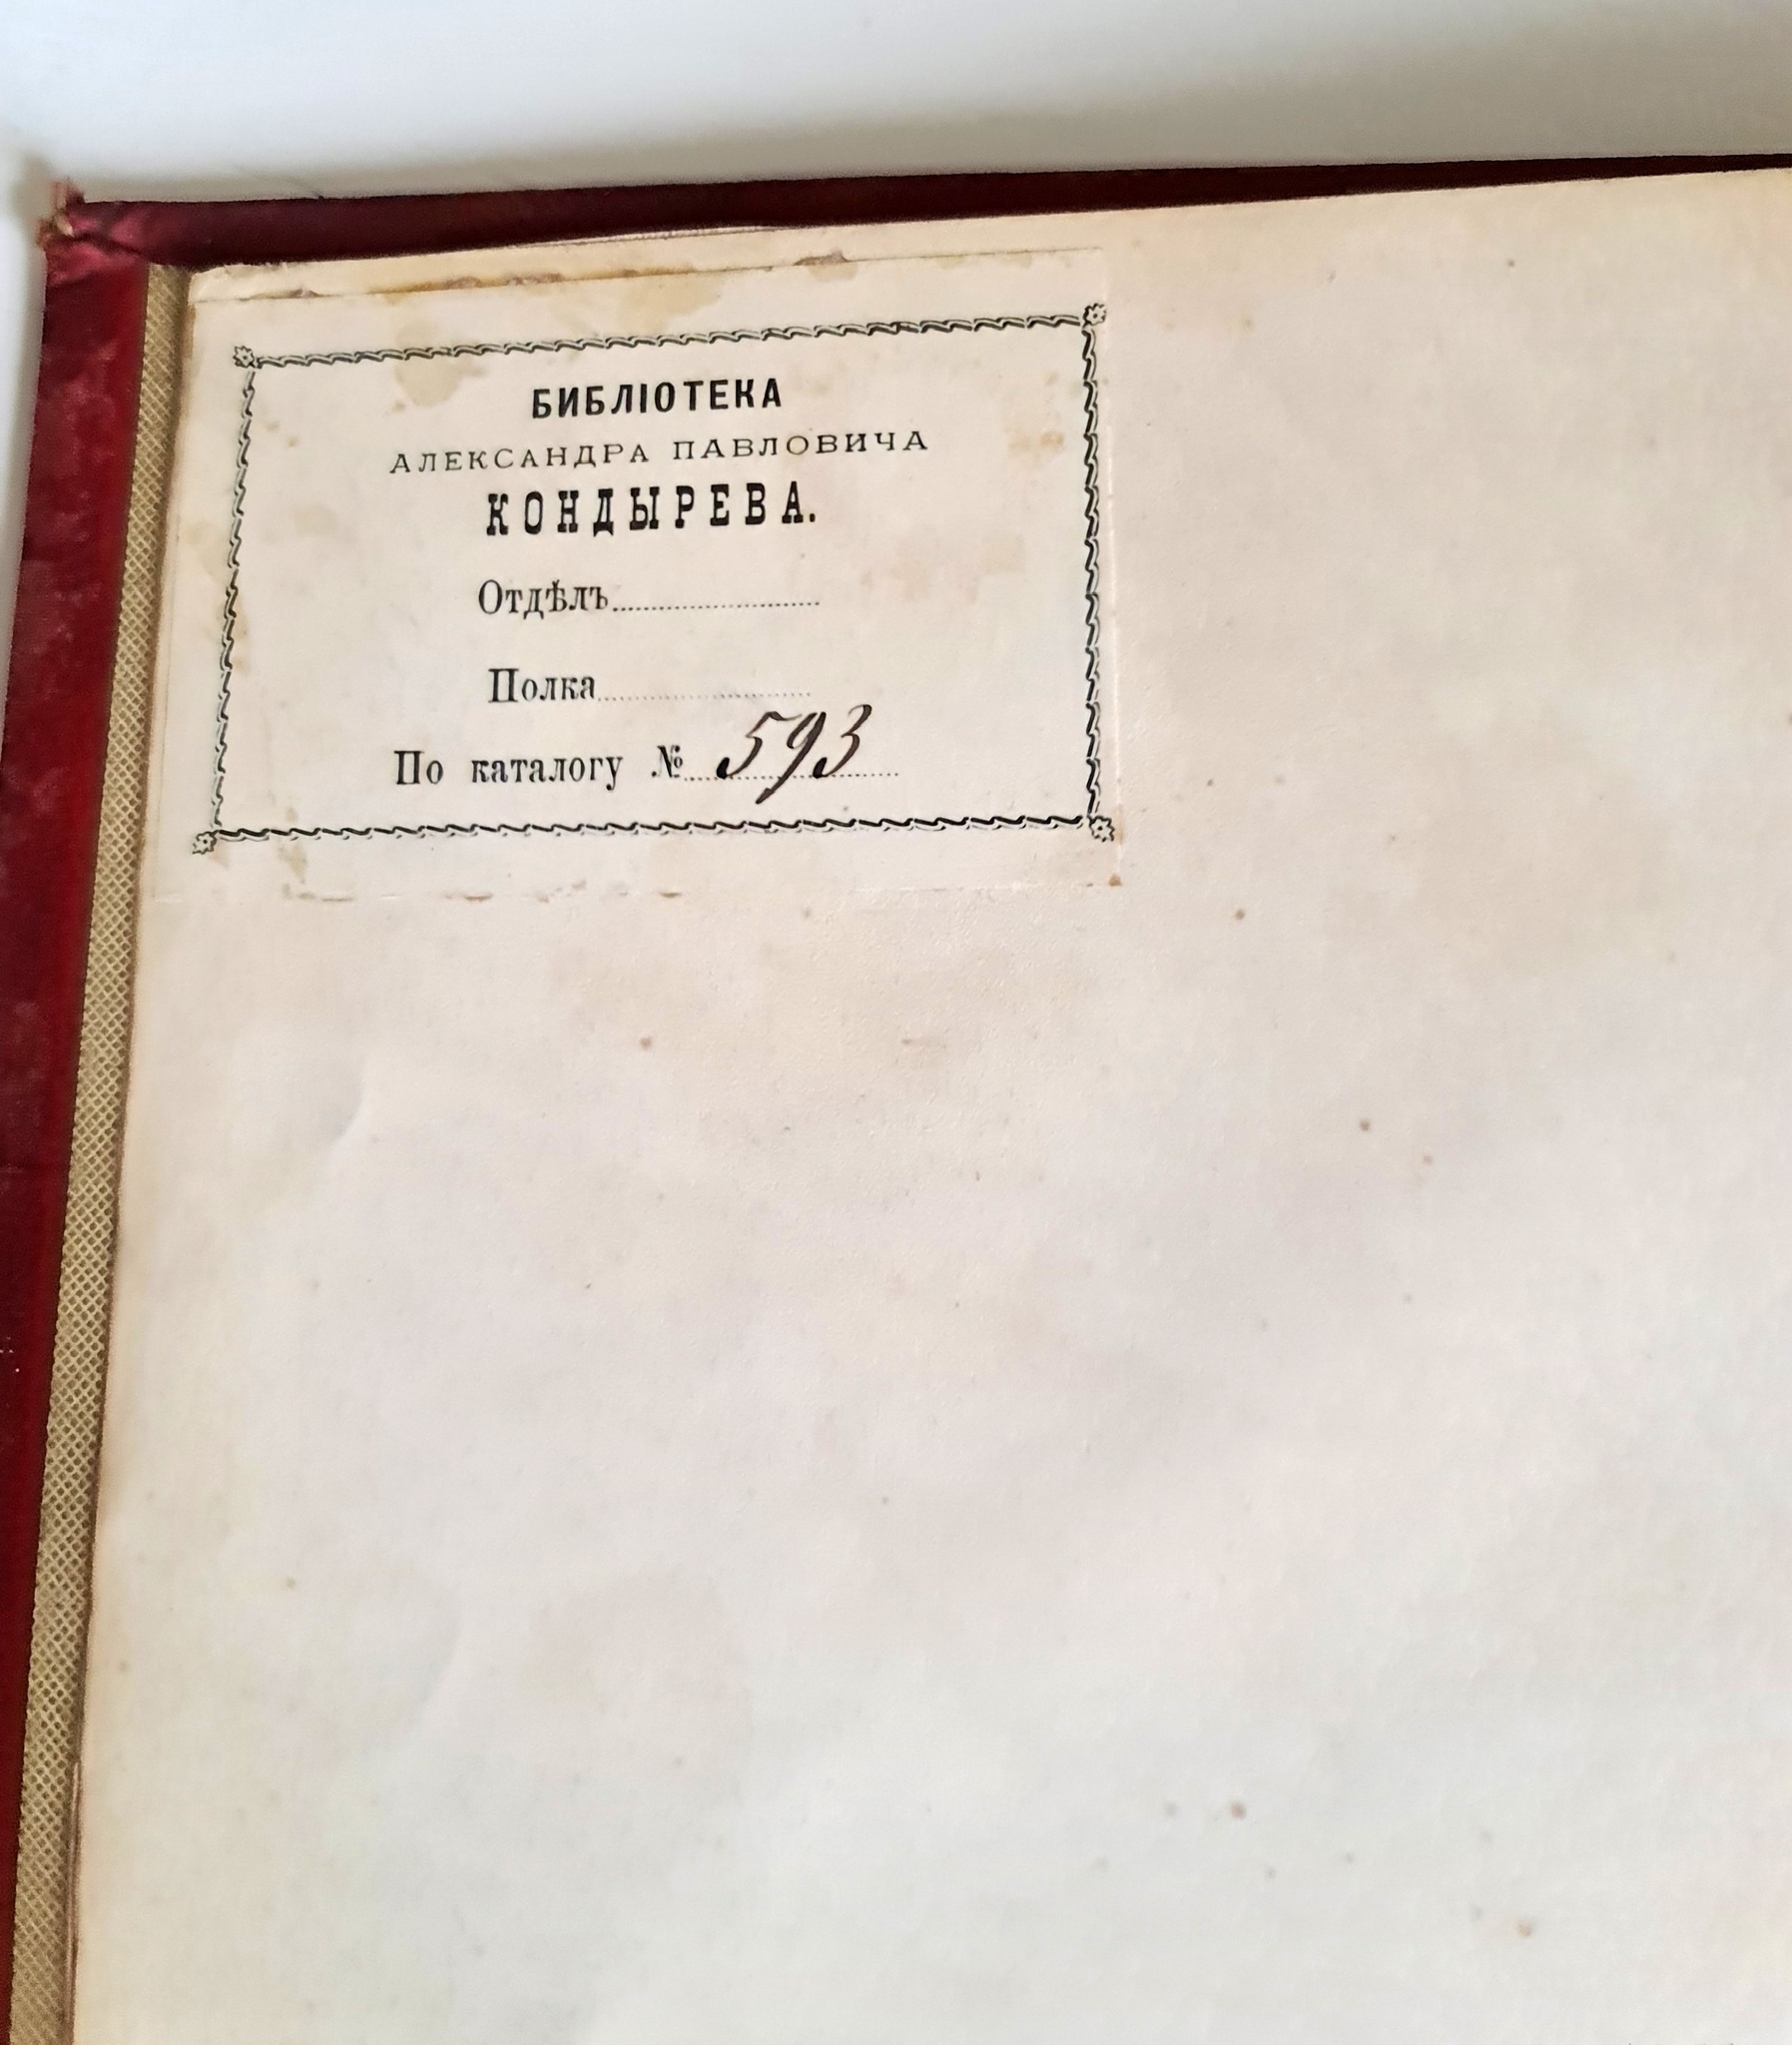 БИБЛІОТЕКА
АЛЕКСАНДРА ПАВЛОВИЧА
КОНДЫРЕВА.
Отдѣлъ
Полка
По каталогу № 593